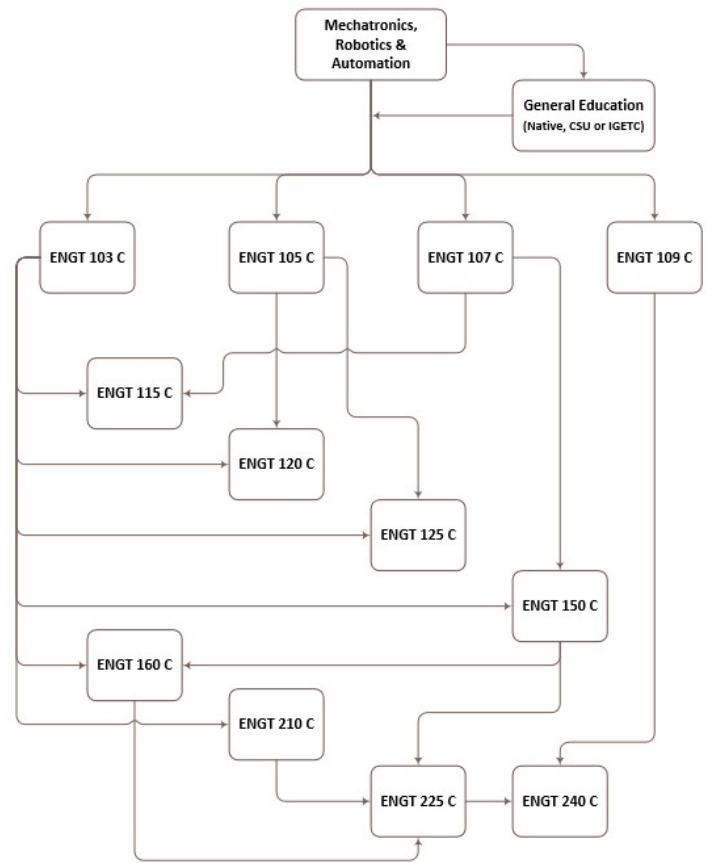 Mechatronics,
Robotics &
Automation
General Education
(Native, CSU or IGETC)
ENGT 103 C
ENGT 105 C
ENGT 107 C
ENGT 109 C
ENGT 115 C
ENGT 120 C
ENGT 125 C
ENGT 150 C
ENGT 160 C
ENGT 210 C
ENGT 225 C
ENGT 240 C